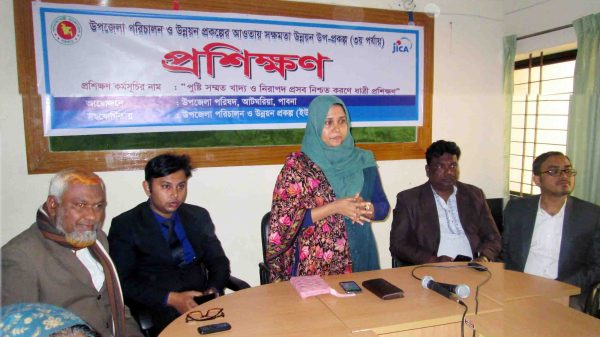 উপজেলা পরিচালন ও উন্নয়ন প্রকল্পের আওতায় সক্ষমতা উন্নয়ন উপ-প্রকল্প (৩য় পর্যায়)
jICA
প্রশিক্ষণ
প্রশিক্ষণ কর্মসূচির নাম : "পুষ্টি সম্মত খাদ্য ও নিরাপদ প্রসব নিশ্চত করণে ধাত্রী প্রশিক্ষণ"
আয়োজনে : উপজেলা পরিষদ, আটঘরিয়া, পাবনা
: উপজেলা পরিচালন ও উন্নয়ন প্রকল্প